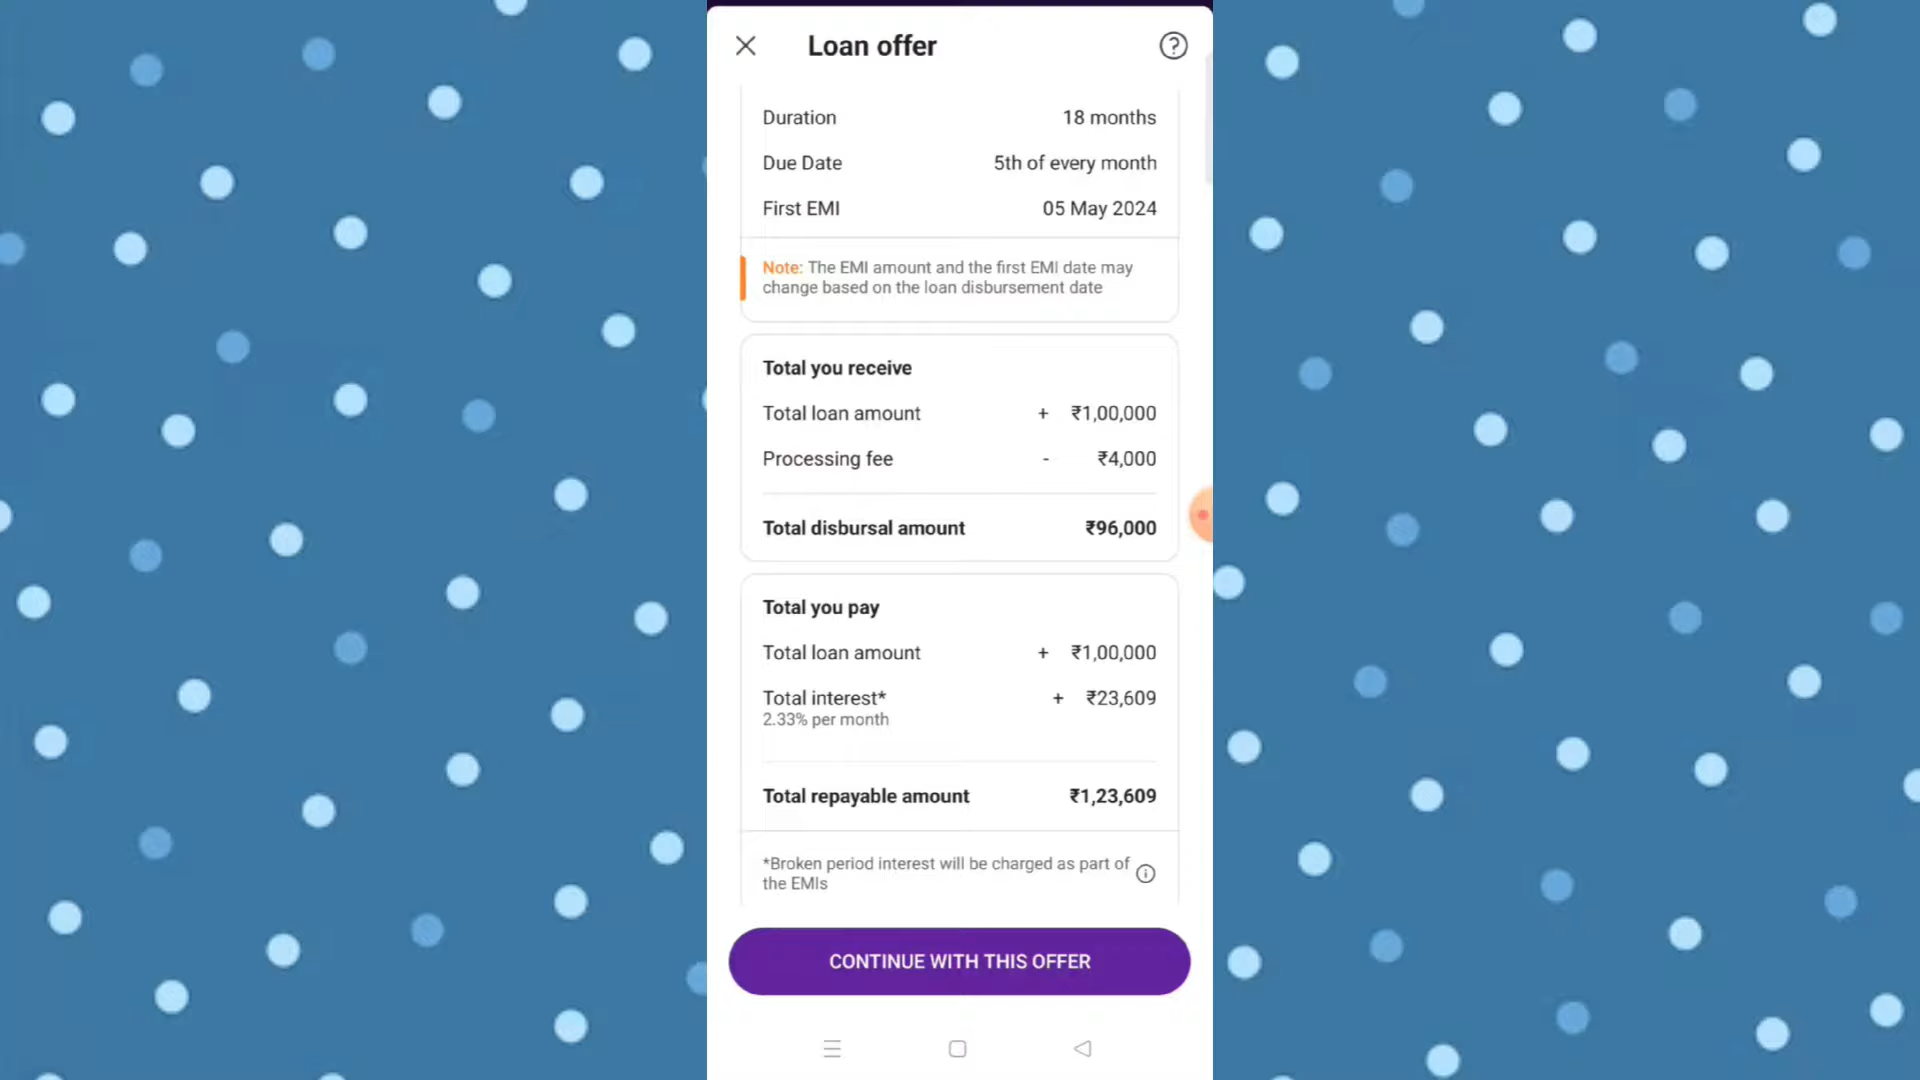 Loan offer
Duration 18 months
Due Date 5th of every month
First EMI 05 May 2024
Note: The EMI amount and the first EMI date may
change based on the loan disbursement date
Total you receive
Total loan amount + ₹1,00,000
Processing fee - ₹4,000
Total disbursal amount ₹96,000
Total you pay
Total loan amount + ₹1,00,000
Total interest* + ₹23,609
2.33% per month
Total repayable amount ₹1,23,609
*Broken period interest will be charged as part of
the EMIs
CONTINUE WITH THIS OFFER